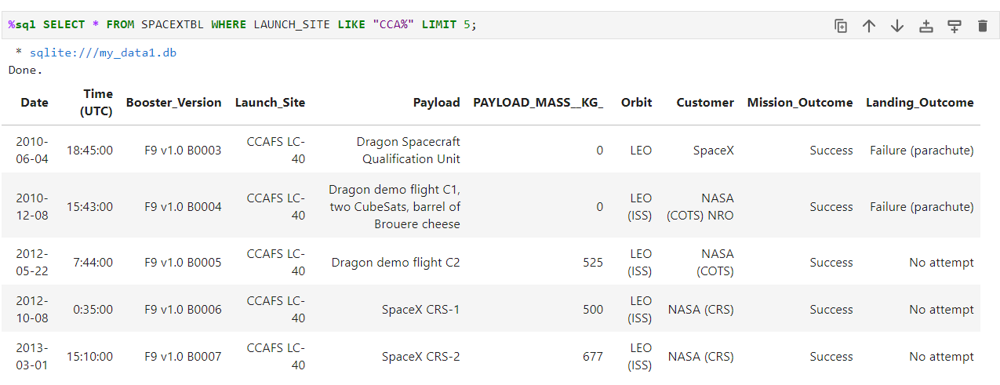 %sql SELECT * FROM SPACEXTBL WHERE LAUNCH_SITE LIKE "CCA%" LIMIT 5;
* sqlite:///my_data1.db
Done.
Date Time (UTC) Booster_Version Launch_Site Payload PAYLOAD_MASS__KG_ Orbit Customer Mission_Outcome Landing_Outcome
2010-06-04 18:45:00 F9 v1.0 B0003 CCAFS LC-40 Dragon Spacecraft Qualification Unit 0 LEO SpaceX Success Failure (parachute)
2010-12-08 15:43:00 F9 v1.0 B0004 CCAFS LC-40 Dragon demo flight C1, two CubeSats, barrel of Brouere cheese 0 LEO (ISS) NASA (COTS) NRO Success Failure (parachute)
2012-05-22 7:44:00 F9 v1.0 B0005 CCAFS LC-40 Dragon demo flight C2 525 LEO (ISS) NASA (COTS) Success No attempt
2012-10-08 0:35:00 F9 v1.0 B0006 CCAFS LC-40 SpaceX CRS-1 500 LEO (ISS) NASA (CRS) Success No attempt
2013-03-01 15:10:00 F9 v1.0 B0007 CCAFS LC-40 SpaceX CRS-2 677 LEO (ISS) NASA (CRS) Success No attempt